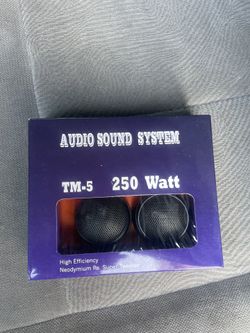 AUDIO SOUND SYSTEM
TM-5 250 Watt
High Efficiency
Neodymium